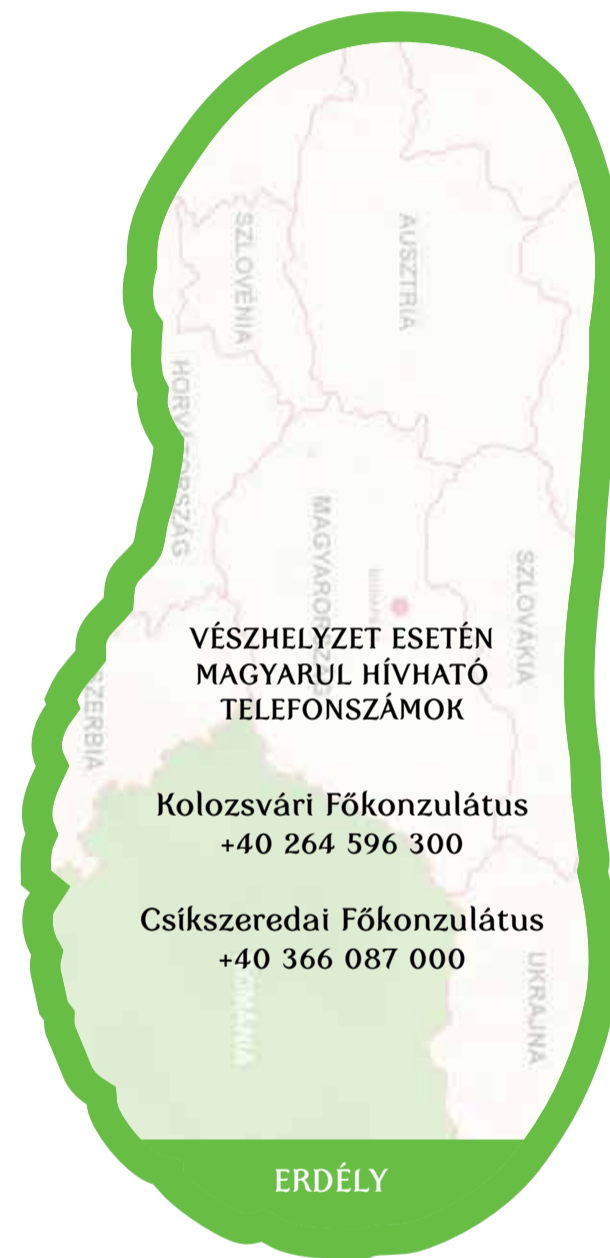 SZLOVÉNIA
AUSZTRIA
HORVÁTORSZÁG
MAGYARORSZÁG
SZLOVÁKIA
SZERBIA
VÉSZHELYZET ESETÉN
MAGYARUL HÍVHATÓ
TELEFONSZÁMOK
Kolozsvári Főkonzulátus
+40 264 596 300
Csíkszeredai Főkonzulátus
+40 366 087 000
UKRAJNA
ROMÁNIA
ERDÉLY